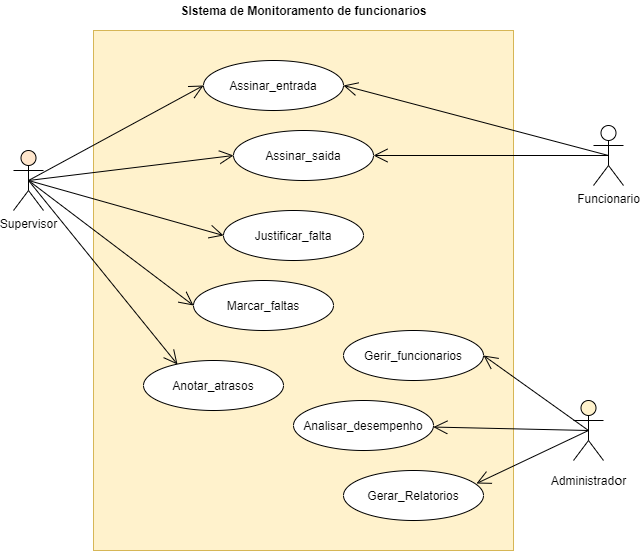 SIstema de Monitoramento de funcionarios
Assinar_entrada
Assinar_saida
Funcionario
Supervisor
Justificar_falta
Marcar_faltas
Gerir_funcionarios
Anotar_atrasos
Analisar_desempenho
Administrador
Gerar_Relatorios